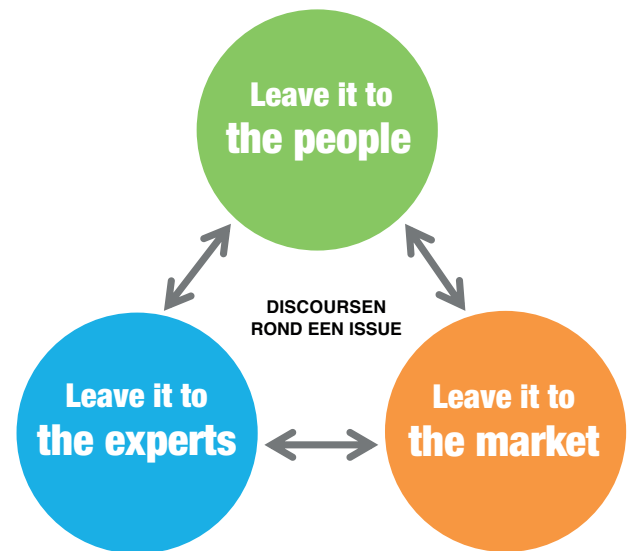 Leave it to
the people
DISCOURSEN
ROND EEN ISSUE
Leave it to
the experts
Leave it to
the market